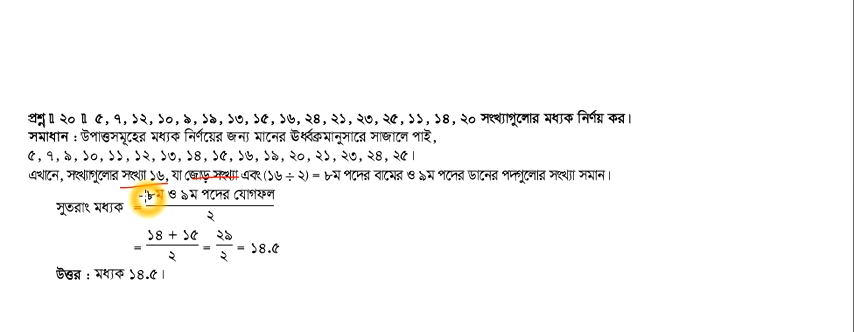 প্রশ্ন ॥ ২০ ॥ ৫, ৭, ১২, ১০, ৯, ১৯, ১৩, ১৫, ১৬, ২৪, ২১, ২৩, ২৫, ১১, ১৪, ২০ সংখ্যাগুলোর মধ্যক নির্ণয় কর।
সমাধান : উপাত্তসমূহের মধ্যক নির্ণয়ের জন্য মানের ঊর্ধ্বক্রমানুসারে সাজালে পাই,
৫, ৭, ৯, ১০, ১১, ১২, ১৩, ১৪, ১৫, ১৬, ১৯, ২০, ২১, ২৩, ২৪, ২৫।
এখানে, সংখ্যাগুলোর সংখ্যা ১৬, যা জোড় সংখ্যা এবং (১৬ ÷ ২) = ৮ম পদের বামের ও ৯ম পদের ডানের পদগুলোর সংখ্যা সমান।
সুতরাং মধ্যক = ৮ম ও ৯ম পদের যোগফল / ২
= ১৪ + ১৫ / ২ = ২৯ / ২ = ১৪.৫
উত্তর : মধ্যক ১৪.৫।